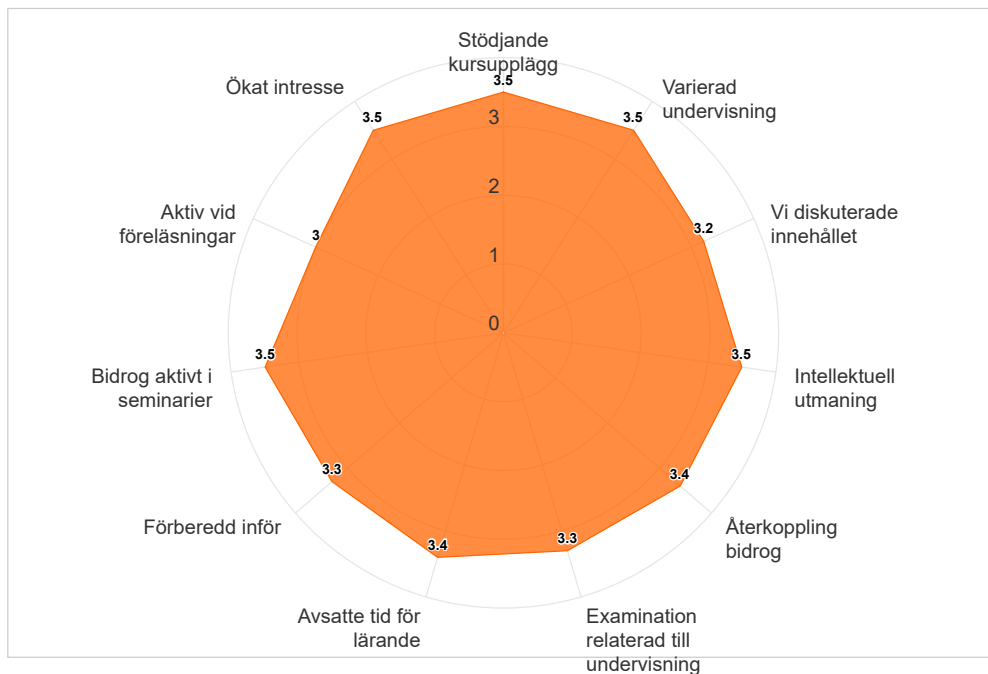 Stödjande
kursupplägg
3.5
Ökat intresse
3.5
Varierad
undervisning
3.5
3
2
1
0
Aktiv vid
föreläsningar
3
Vi diskuterade
innehållet
3.2
Bidrog aktivt i
seminarier
3.5
Intellektuell
utmaning
3.5
Förberedd inför
3.3
Återkoppling
bidrog
3.4
Avsatte tid för
lärande
3.4
Examination
relaterad till
undervisning
3.3